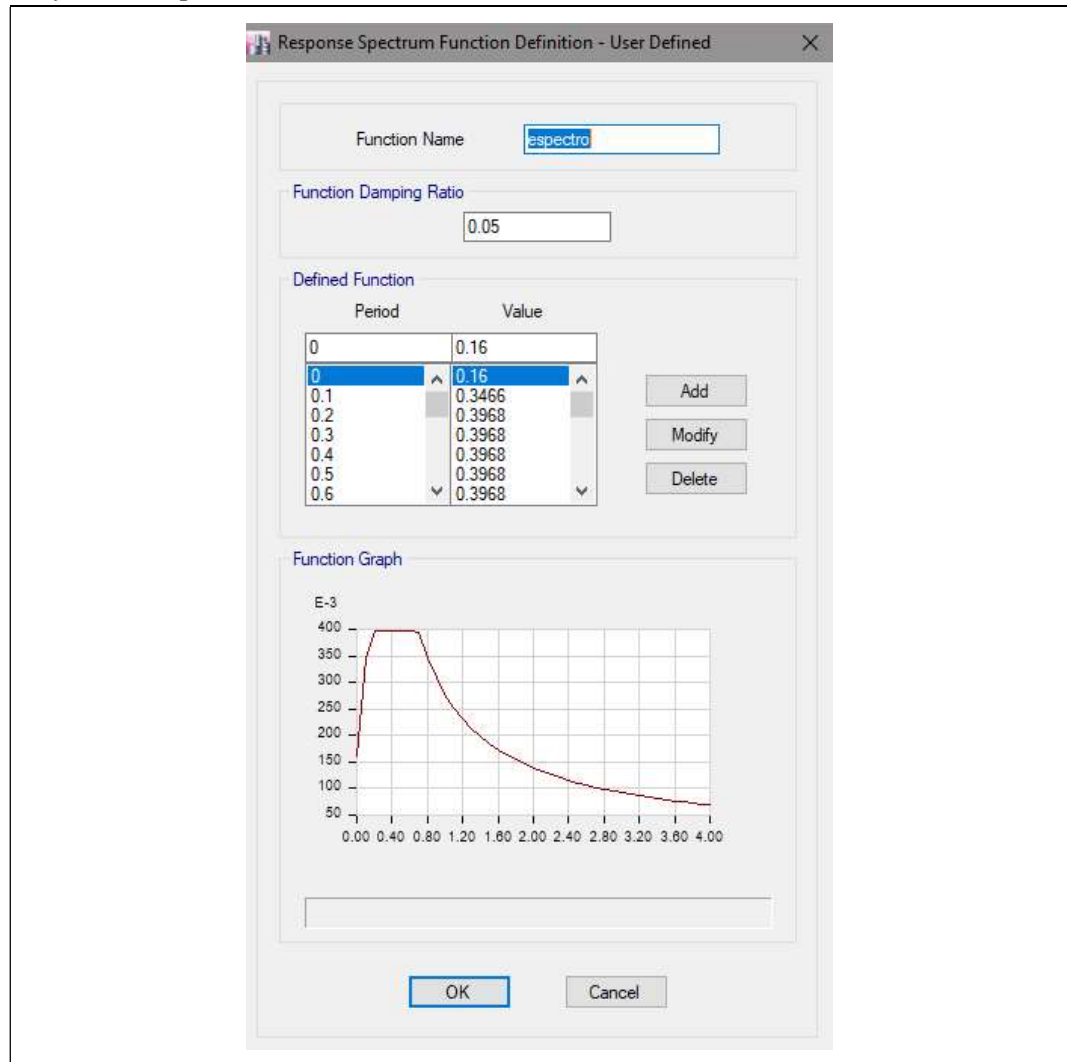 Response Spectrum Function Definition - User Defined
Function Name espectro
Function Damping Ratio
0.05
Defined Function
Period Value
0 0.16
0 0.16
0.1 0.3466
0.2 0.3968
0.3 0.3968
0.4 0.3968
0.5 0.3968
0.6 0.3968
Add
Modify
Delete
Function Graph
E-3
400
350
300
250
200
150
100
50
0.00 0.40 0.80 1.20 1.60 2.00 2.40 2.80 3.20 3.60 4.00
OK Cancel